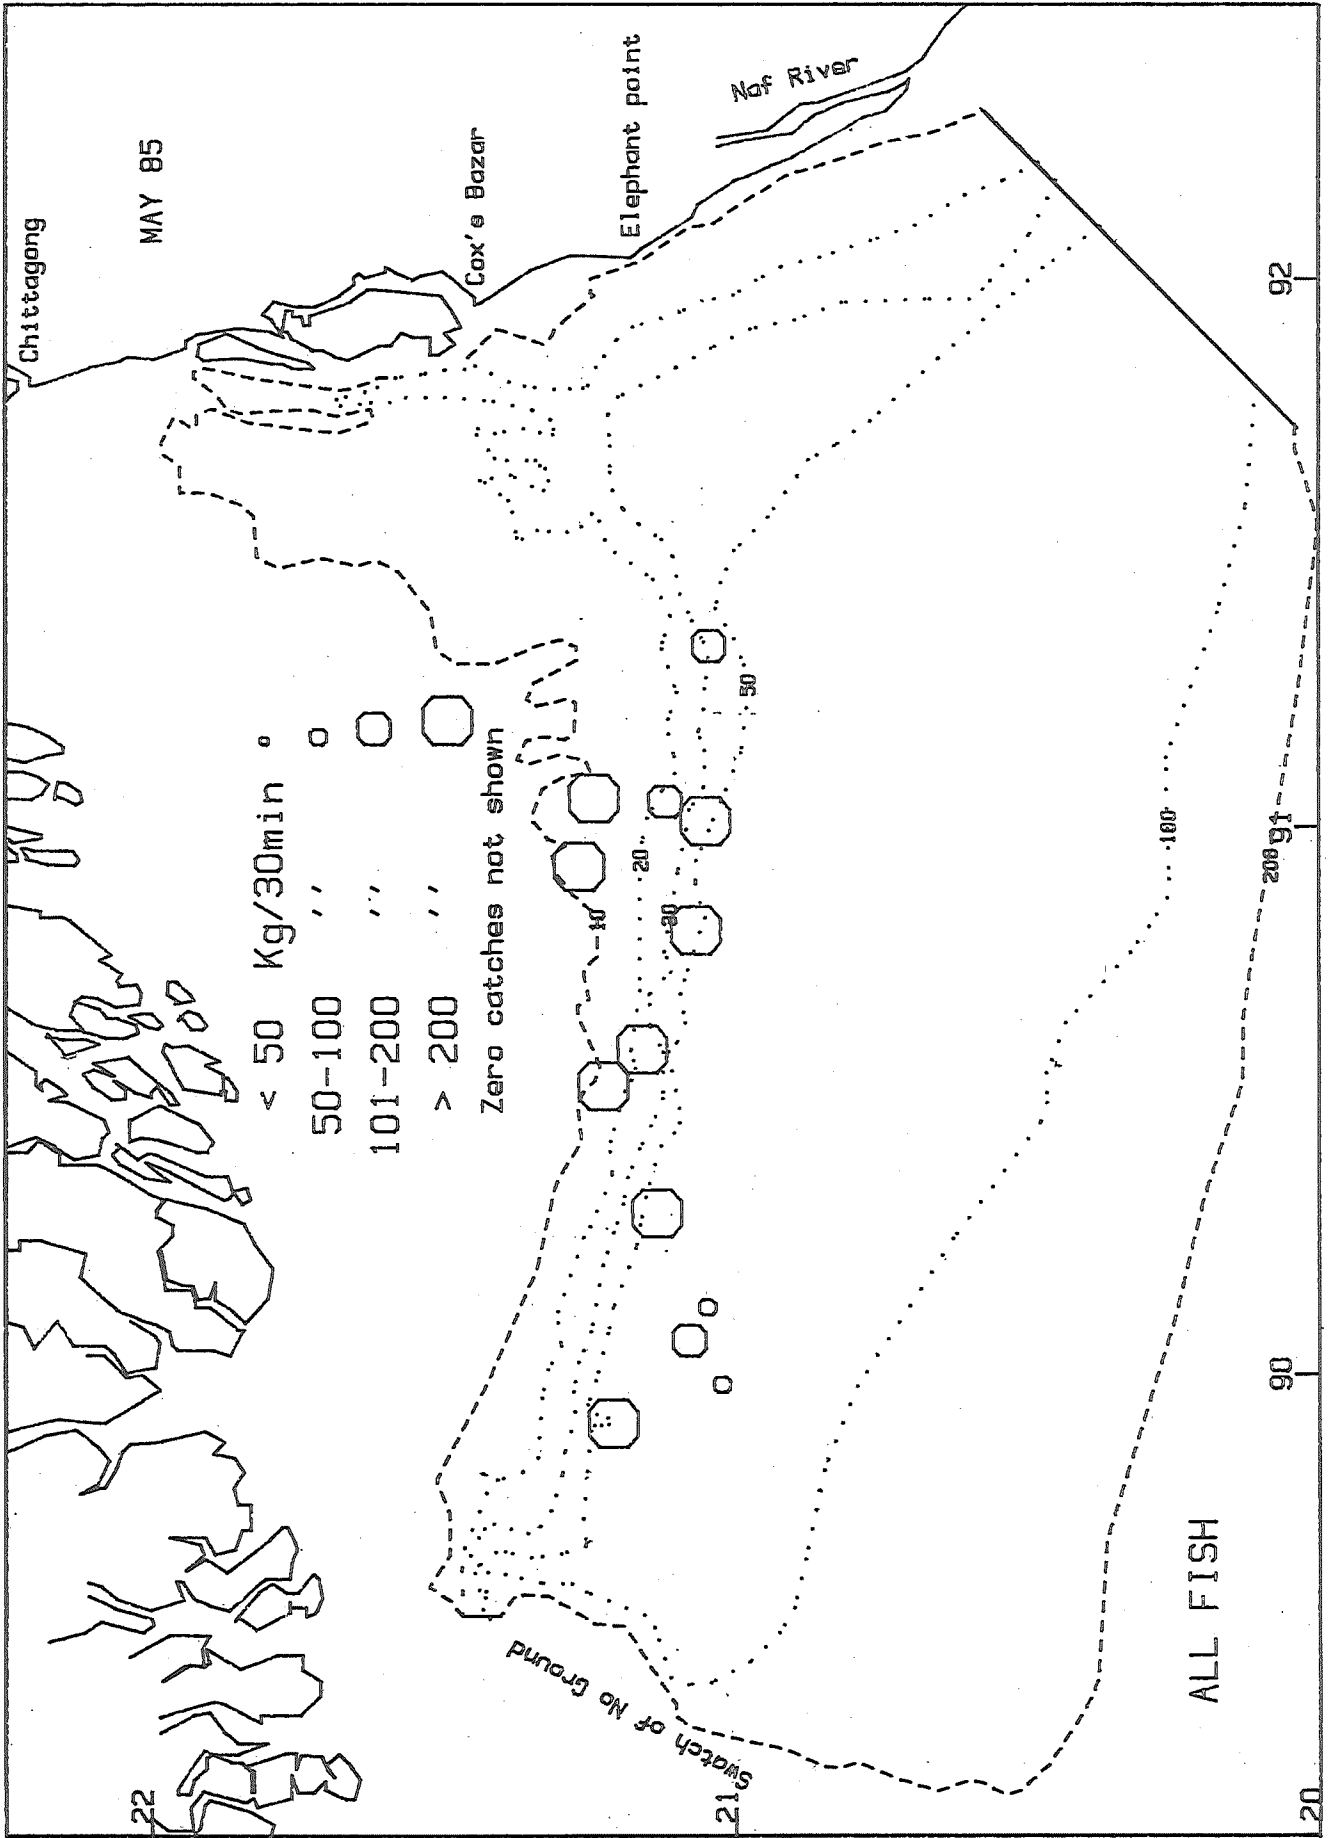 Chittagong
MAY 85
Cox's Bazar
Elephant point
Naf River
< 50 Kg/30min
50-100 ,,
101-200 ,,
> 200 ,,
Zero catches not shown
10
20
30
50
100
200
Swatch of No Ground
ALL FISH
22
21
20
90
91
92